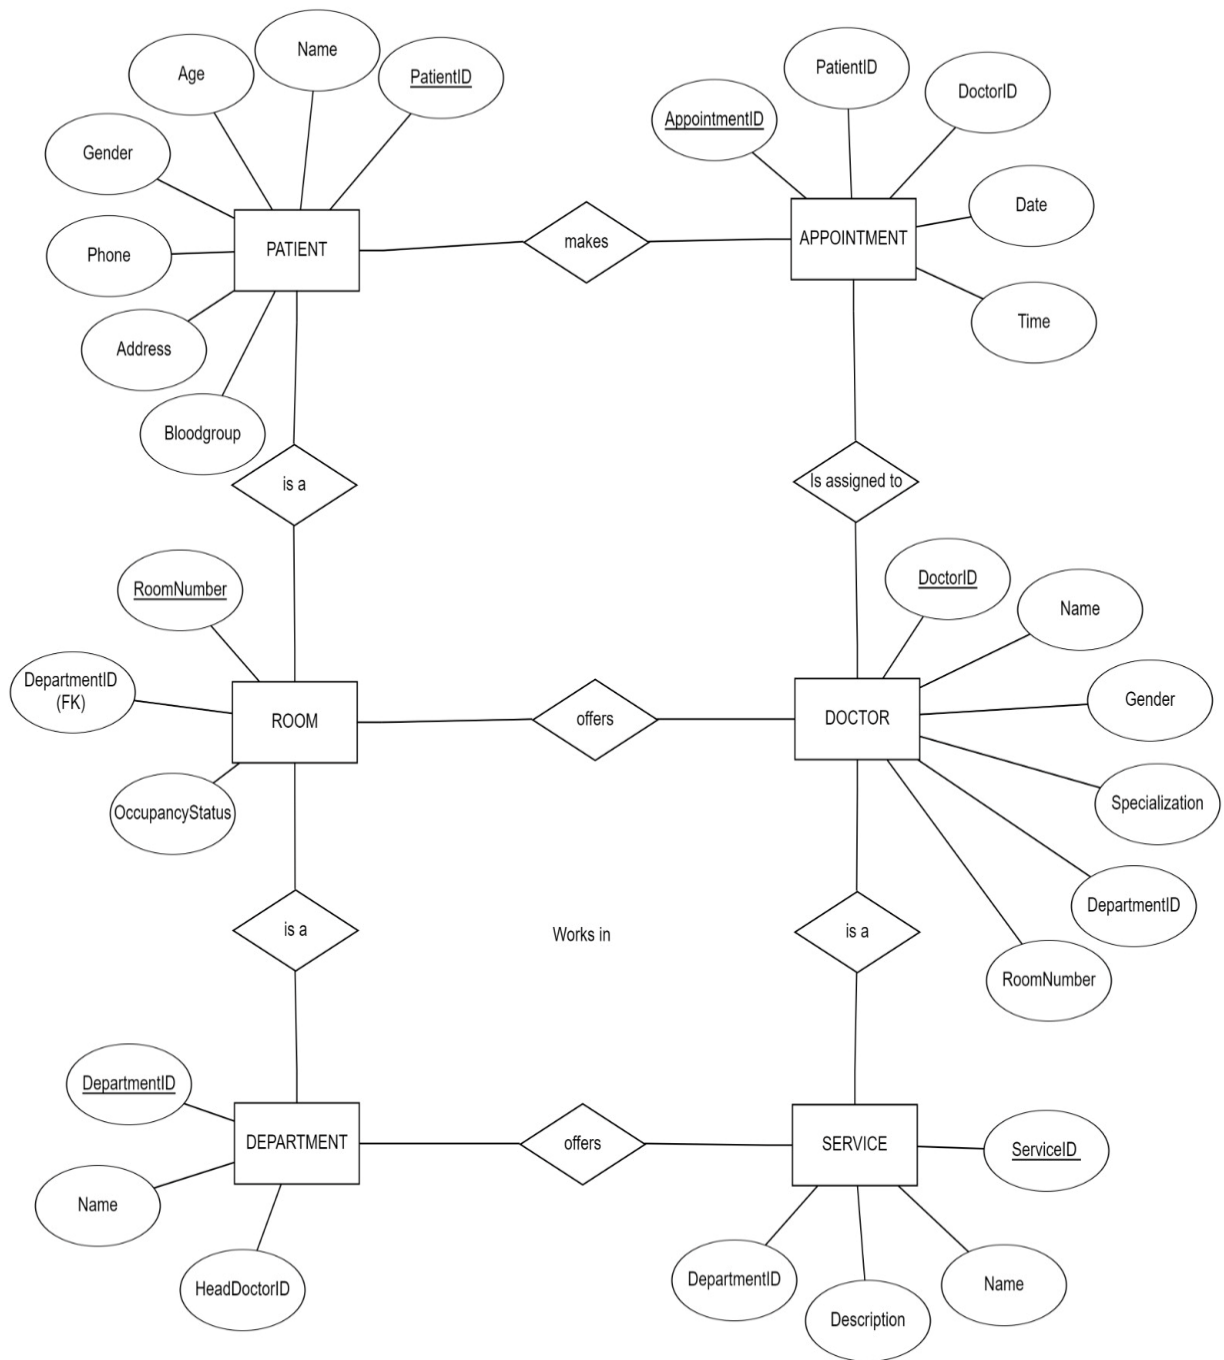 Name
Age
PatientID
Gender
Phone
Address
Bloodgroup
PATIENT
makes
PatientID
DoctorID
AppointmentID
Date
Time
APPOINTMENT
is a
Is assigned to
RoomNumber
DepartmentID
(FK)
OccupancyStatus
ROOM
offers
DoctorID
Name
Gender
Specialization
DepartmentID
RoomNumber
DOCTOR
is a
Works in
is a
DepartmentID
Name
HeadDoctorID
DEPARTMENT
offers
SERVICE
ServiceID
DepartmentID
Description
Name